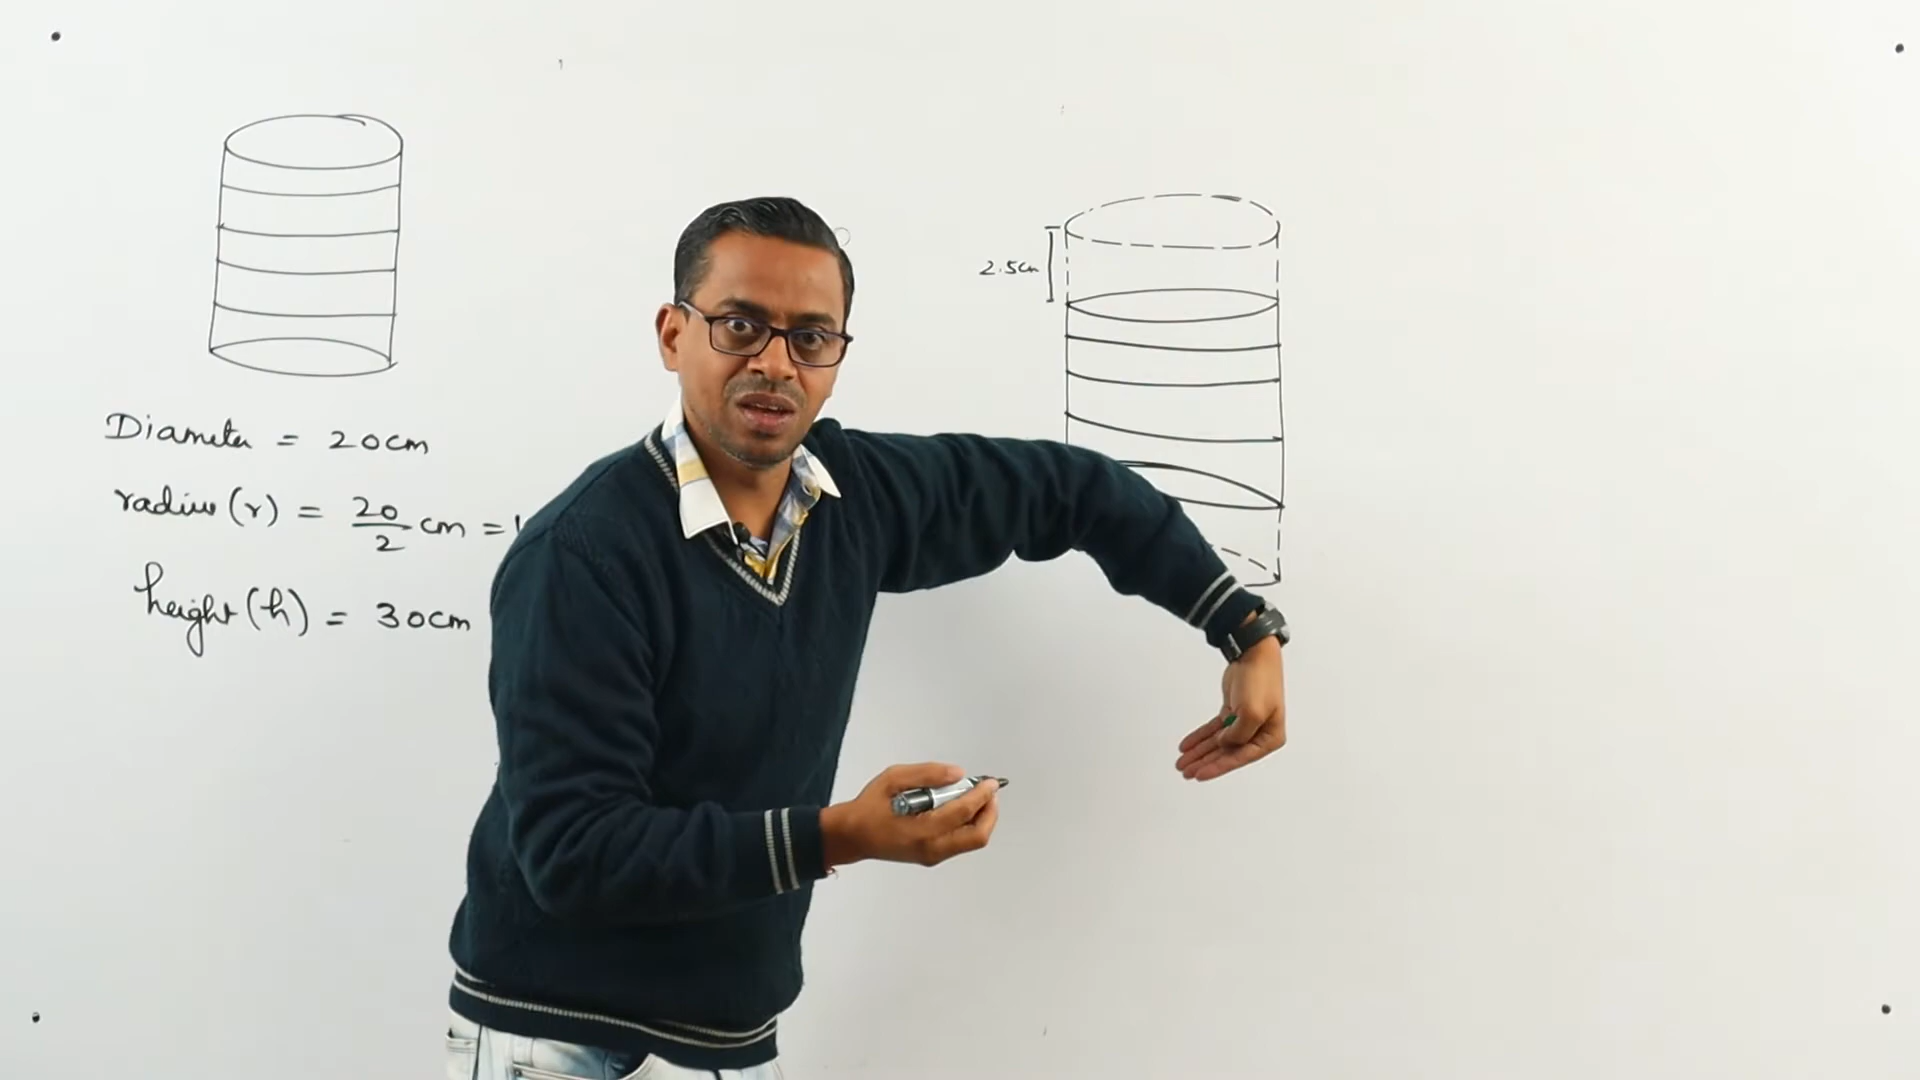 Diameter = 20cm
radius (r) = 20/2 cm =
height (h) = 30cm
2.5cm